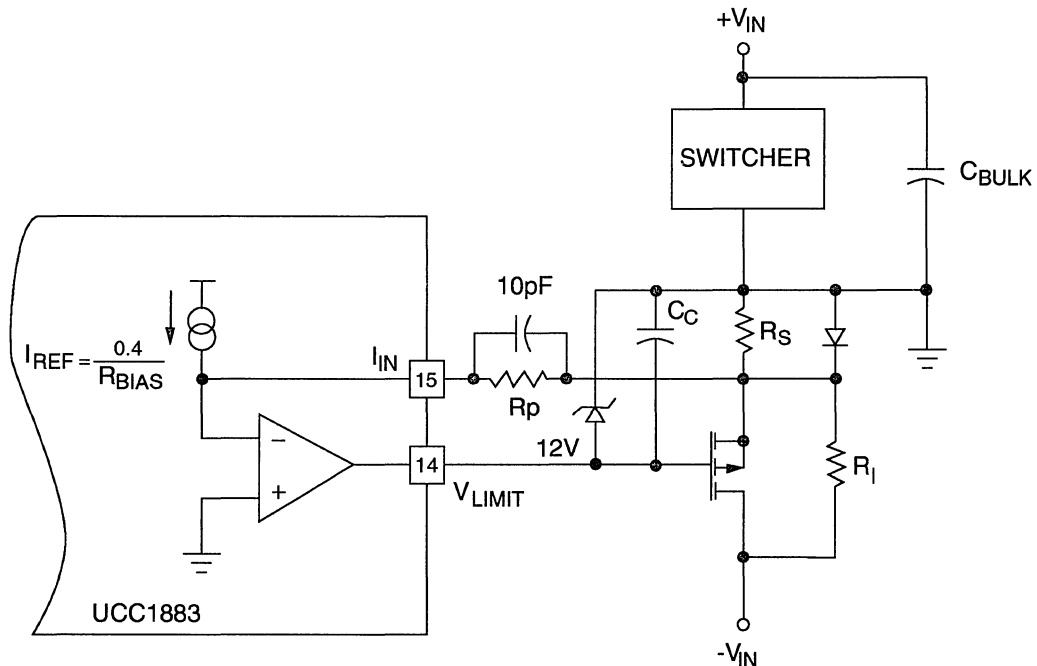 +VIN
SWITCHER
CBULK
10pF
CC
RS
IREF = 0.4
RBIAS
IIN
15
Rp
12V
−
14
RI
+
VLIMIT
UCC1883
-VIN